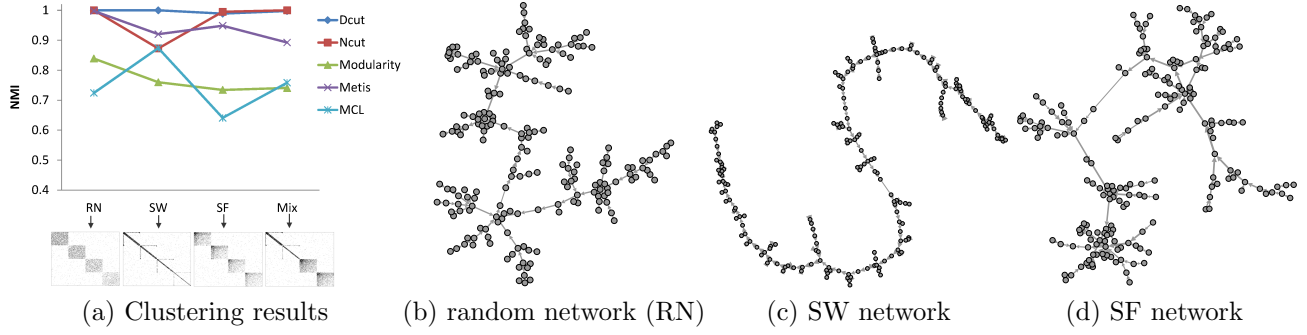 1
0.9
0.8
0.7
0.6
0.5
0.4
NMI
Dcut
Ncut
Modularity
Metis
MCL
RN SW SF Mix
(a) Clustering results
(b) random network (RN)
(c) SW network
(d) SF network